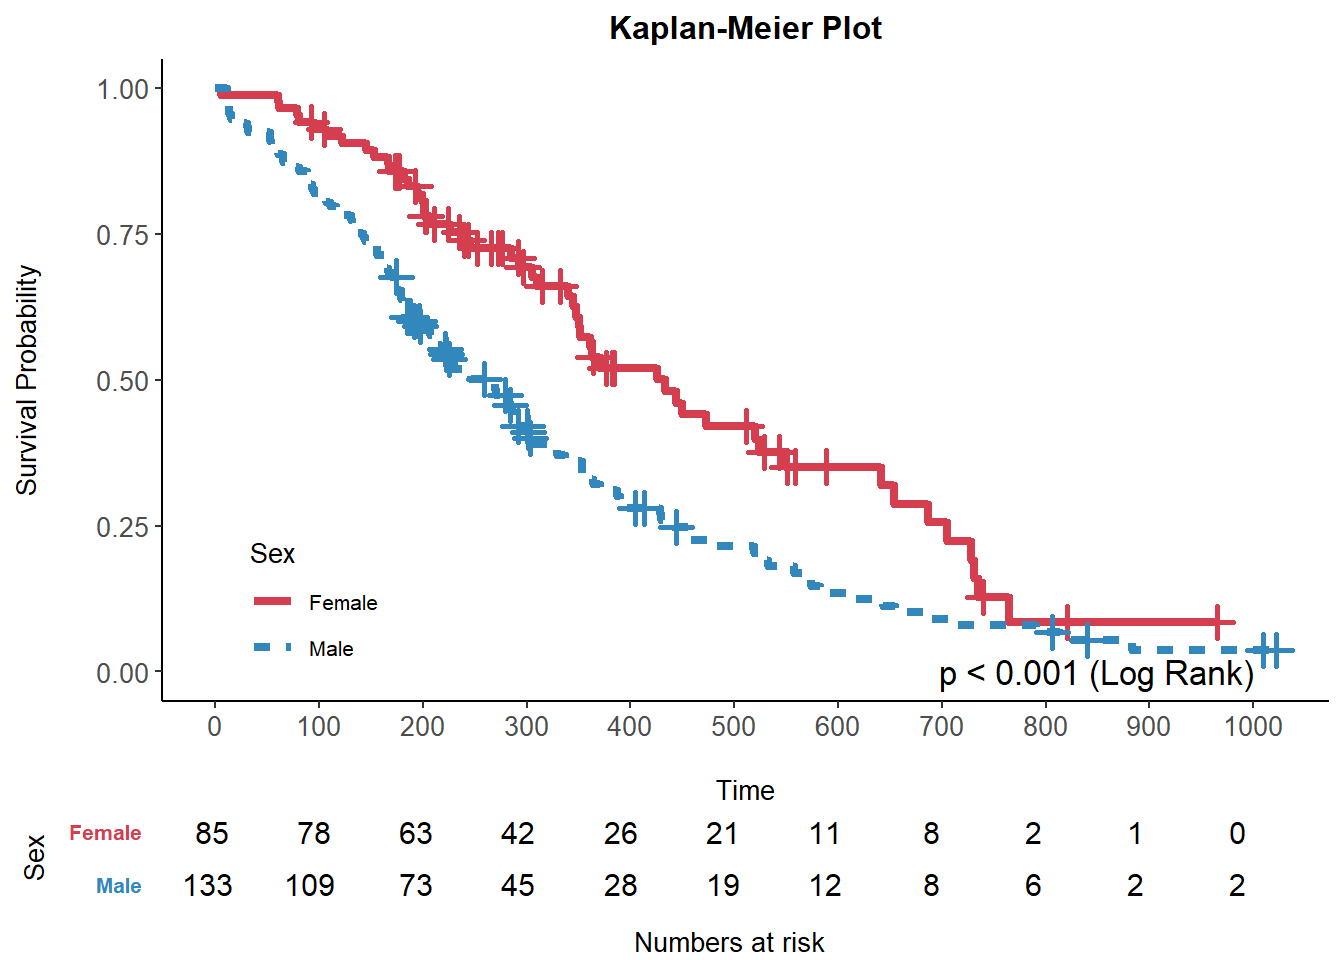 Kaplan-Meier Plot
Survival Probability
1.00
0.75
0.50
0.25
0.00
Sex
Female
Male
p < 0.001 (Log Rank)
0 100 200 300 400 500 600 700 800 900 1000
Time
Sex
Female 85 78 63 42 26 21 11 8 2 1 0
Male 133 109 73 45 28 19 12 8 6 2 2
Numbers at risk